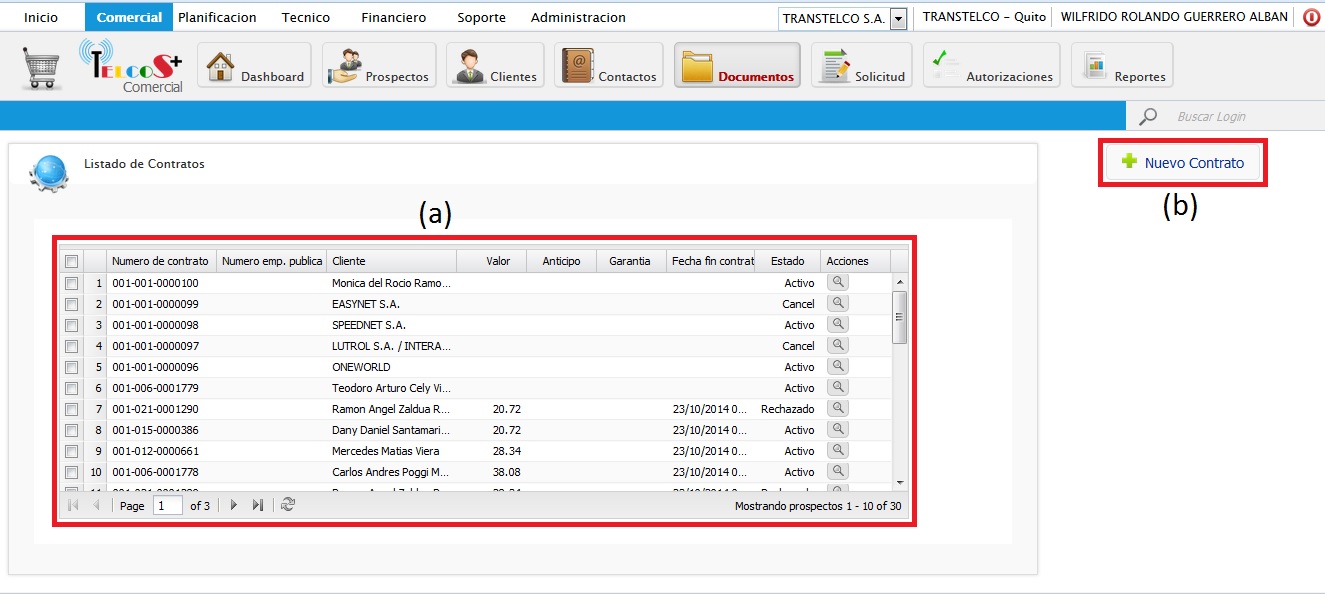 Inicio Comercial Planificacion Tecnico Financiero Soporte Administracion TRANSTELCO S.A. TRANSTELCO - Quito WILFRIDO ROLANDO GUERRERO ALBAN
TELCOS+ Comercial
Dashboard Prospectos Clientes Contactos Documentos Solicitud Autorizaciones Reportes
Buscar Login
Listado de Contratos
Nuevo Contrato
(a)
(b)
Numero de contrato Numero emp. publica Cliente Valor Anticipo Garantia Fecha fin contrat Estado Acciones
1 001-001-0000100 Monica del Rocio Ramo... Activo
2 001-001-0000099 EASYNET S.A. Cancel
3 001-001-0000098 SPEEDNET S.A. Activo
4 001-001-0000097 LUTROL S.A. / INTERA... Cancel
5 001-001-0000096 ONEWORLD Activo
6 001-006-0001779 Teodoro Arturo Cely Vi... Activo
7 001-021-0001290 Ramon Angel Zaldua R... 20.72 23/10/2014 0... Rechazado
8 001-015-0000386 Dany Daniel Santamari... 20.72 23/10/2014 0... Activo
9 001-012-0000661 Mercedes Matias Viera 28.34 23/10/2014 0... Activo
10 001-006-0001778 Carlos Andres Poggi M... 38.08 23/10/2014 0... Activo
Page 1 of 3 Mostrando prospectos 1 - 10 of 30